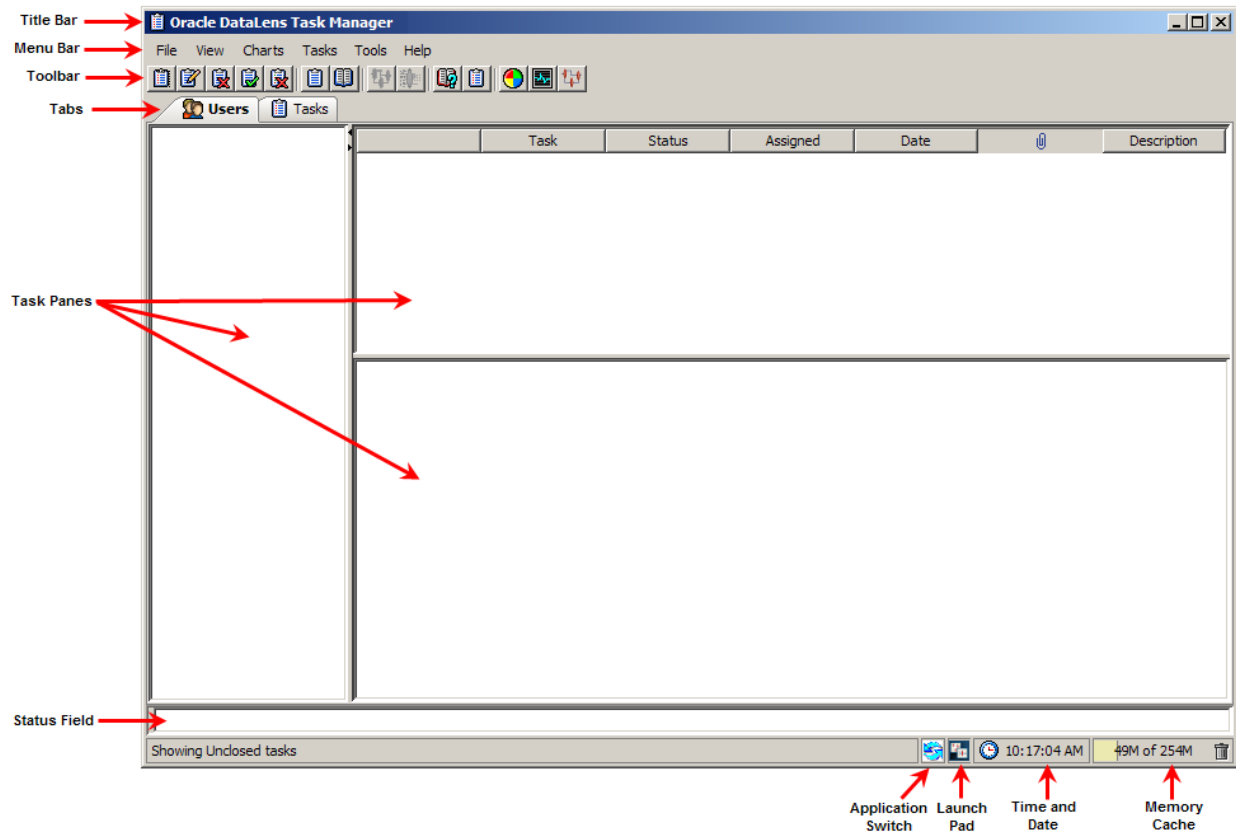 Title Bar
Oracle DataLens Task Manager
Menu Bar
File View Charts Tasks Tools Help
Toolbar
Tabs
Users Tasks
Task Status Assigned Date Description
Task Panes
Status Field
Showing Unclosed tasks
10:17:04 AM
49M of 254M
Application Switch
Launch Pad
Time and Date
Memory Cache